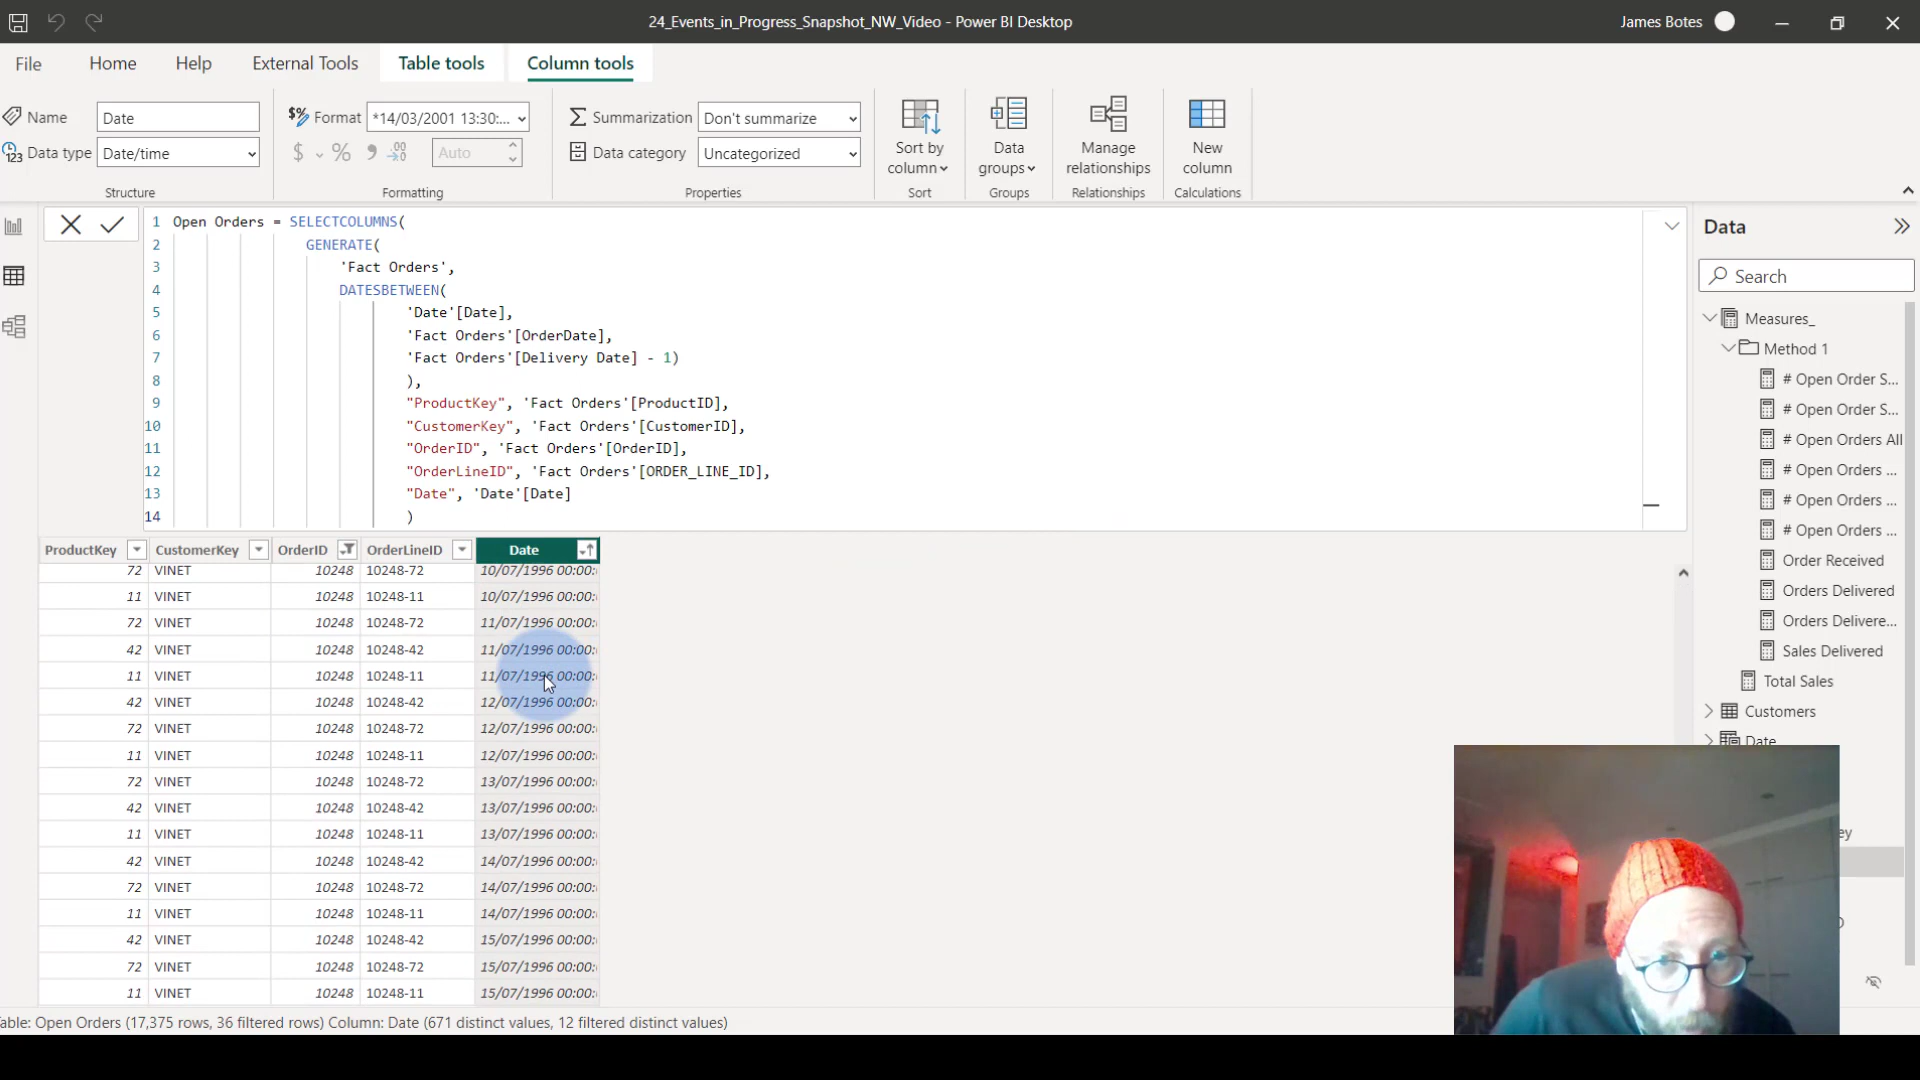 24_Events_in_Progress_Snapshot_NW_Video - Power BI Desktop
James Botes
File Home Help External Tools Table tools Column tools
Name Date
Data type Date/time
Structure
Format *14/03/2001 13:30:...
$ % Auto
Formatting
Summarization Don't summarize
Data category Uncategorized
Properties
Sort by column
Sort
Data groups
Groups
Manage relationships
Relationships
New column
Calculations
1 Open Orders = SELECTCOLUMNS(
2 GENERATE(
3 'Fact Orders',
4 DATESBETWEEN(
5 'Date'[Date],
6 'Fact Orders'[OrderDate],
7 'Fact Orders'[Delivery Date] - 1)
8 ),
9 "ProductKey", 'Fact Orders'[ProductID],
10 "CustomerKey", 'Fact Orders'[CustomerID],
11 "OrderID", 'Fact Orders'[OrderID],
12 "OrderLineID", 'Fact Orders'[ORDER_LINE_ID],
13 "Date", 'Date'[Date]
14 )
ProductKey CustomerKey OrderID OrderLineID Date
72 VINET 10248 10248-72 10/07/1996 00:00:
11 VINET 10248 10248-11 10/07/1996 00:00:
72 VINET 10248 10248-72 11/07/1996 00:00:
42 VINET 10248 10248-42 11/07/1996 00:00:
11 VINET 10248 10248-11 11/07/1996 00:00:
42 VINET 10248 10248-42 12/07/1996 00:00:
72 VINET 10248 10248-72 12/07/1996 00:00:
11 VINET 10248 10248-11 12/07/1996 00:00:
72 VINET 10248 10248-72 13/07/1996 00:00:
42 VINET 10248 10248-42 13/07/1996 00:00:
11 VINET 10248 10248-11 13/07/1996 00:00:
42 VINET 10248 10248-42 14/07/1996 00:00:
72 VINET 10248 10248-72 14/07/1996 00:00:
11 VINET 10248 10248-11 14/07/1996 00:00:
42 VINET 10248 10248-42 15/07/1996 00:00:
72 VINET 10248 10248-72 15/07/1996 00:00:
11 VINET 10248 10248-11 15/07/1996 00:00:
able: Open Orders (17,375 rows, 36 filtered rows) Column: Date (671 distinct values, 12 filtered distinct values)
Data
Search
Measures_
Method 1
# Open Order S...
# Open Order S...
# Open Orders All
# Open Orders ...
# Open Orders ...
# Open Orders ...
Order Received
Orders Delivered
Orders Delivere...
Sales Delivered
Total Sales
Customers
Date
ey